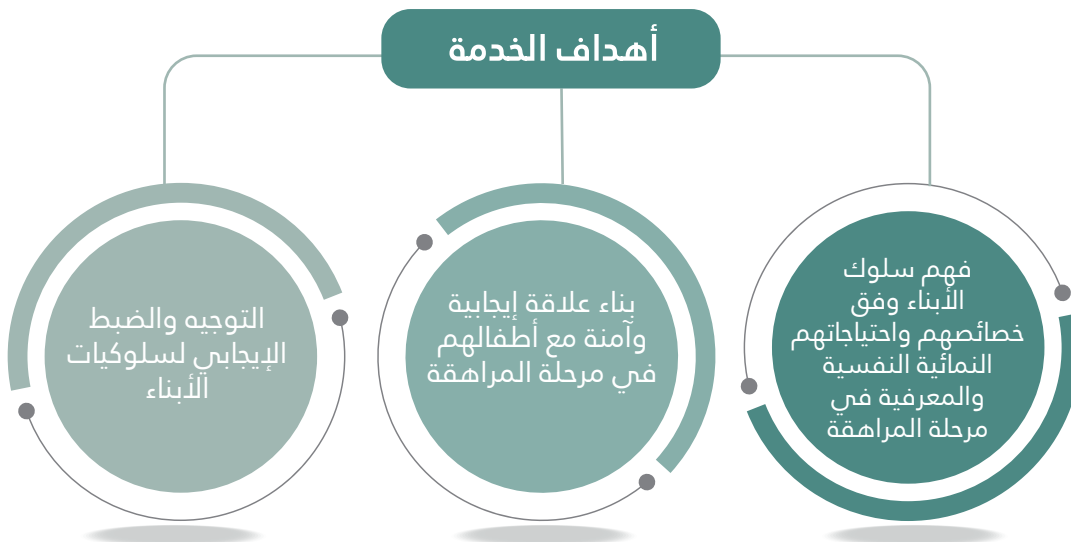 أهداف الخدمة
فهم سلوك
الأبناء وفق
خصائصهم واحتياجاتهم
النمائية النفسية
والمعرفية في
مرحلة المراهقة
بناء علاقة إيجابية
وآمنة مع أطفالهم
في مرحلة المراهقة
التوجيه والضبط
الإيجابي لسلوكيات
الأبناء